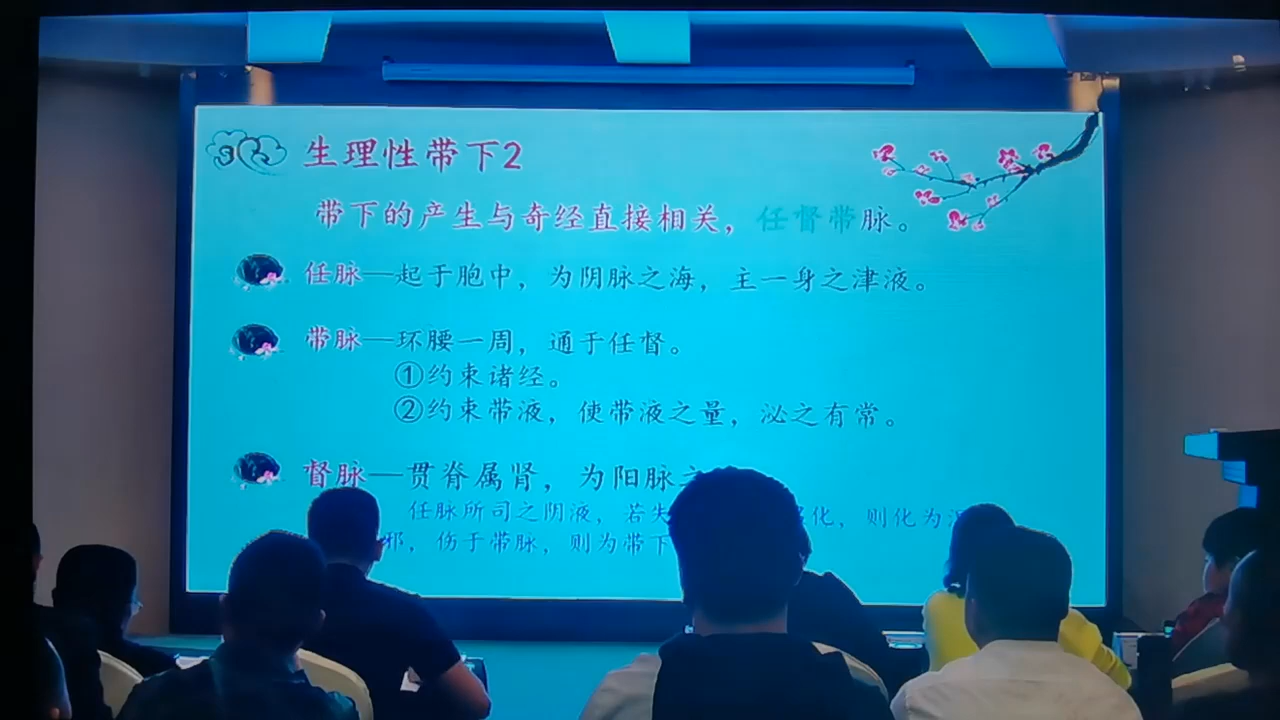 生理性带下2
带下的产生与奇经直接相关，任督带脉。
任脉—起于胞中，为阴脉之海，主一身之津液。
带脉—环腰一周，通于任督。
①约束诸经。
②约束带液，使带液之量，泌之有常。
督脉—贯脊属肾，为阳脉之
任脉所司之阴液，若失 化，则化为
邪，伤于带脉，则为带下